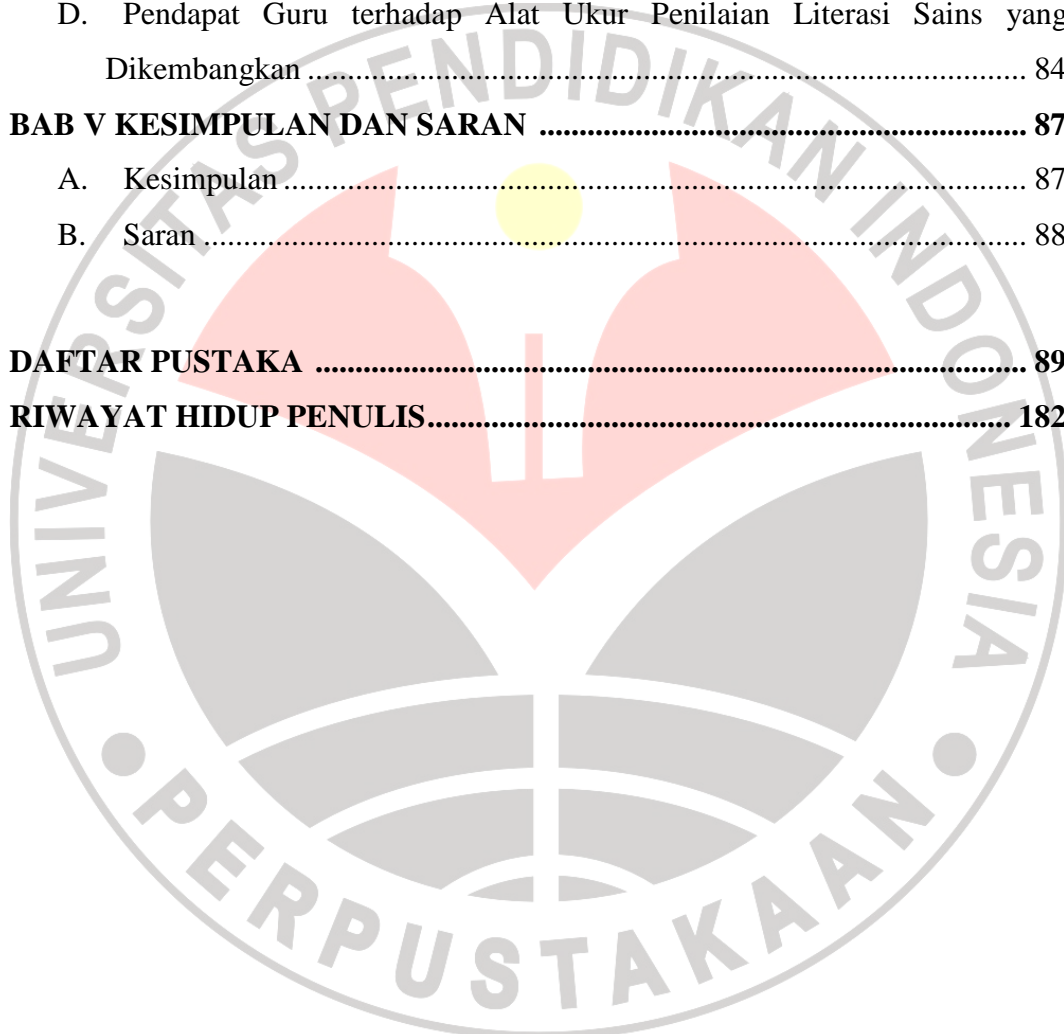 D. Pendapat Guru terhadap Alat Ukur Penilaian Literasi Sains yang
Dikembangkan ........................................................................................ 84
BAB V KESIMPULAN DAN SARAN ............................................................ 87
A. Kesimpulan ........................................................................................... 87
B. Saran ..................................................................................................... 88
DAFTAR PUSTAKA ....................................................................................... 89
RIWAYAT HIDUP PENULIS ....................................................................... 182
UNIVERSITAS PENDIDIKAN INDONESIA
PERPUSTAKAAN